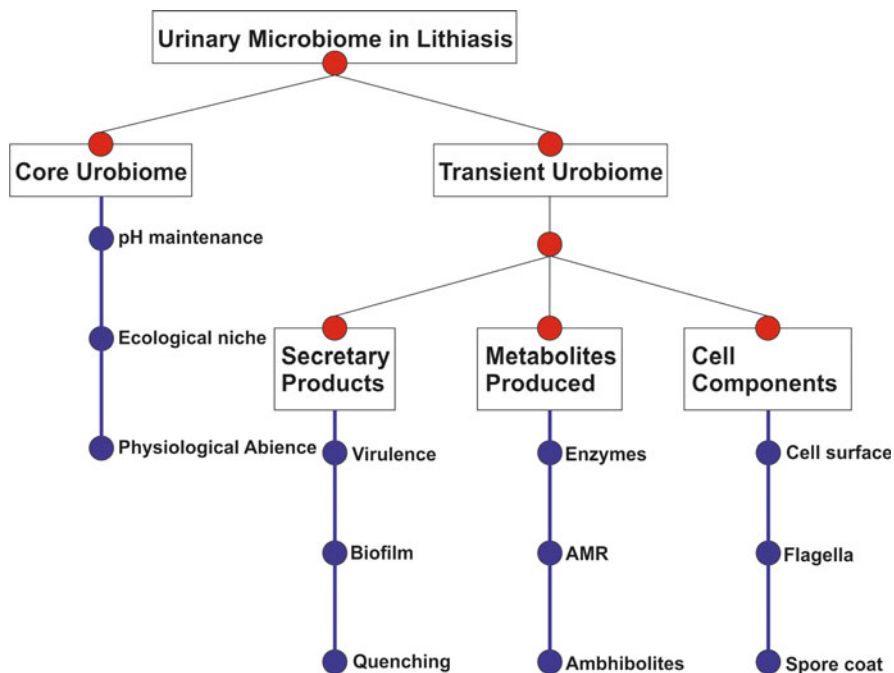 Urinary Microbiome in Lithiasis
Core Urobiome
Transient Urobiome
pH maintenance
Ecological niche
Physiological Abience
Secretary
Products
Virulence
Biofilm
Quenching
Metabolites
Produced
Enzymes
AMR
Ambhibolites
Cell
Components
Cell surface
Flagella
Spore coat